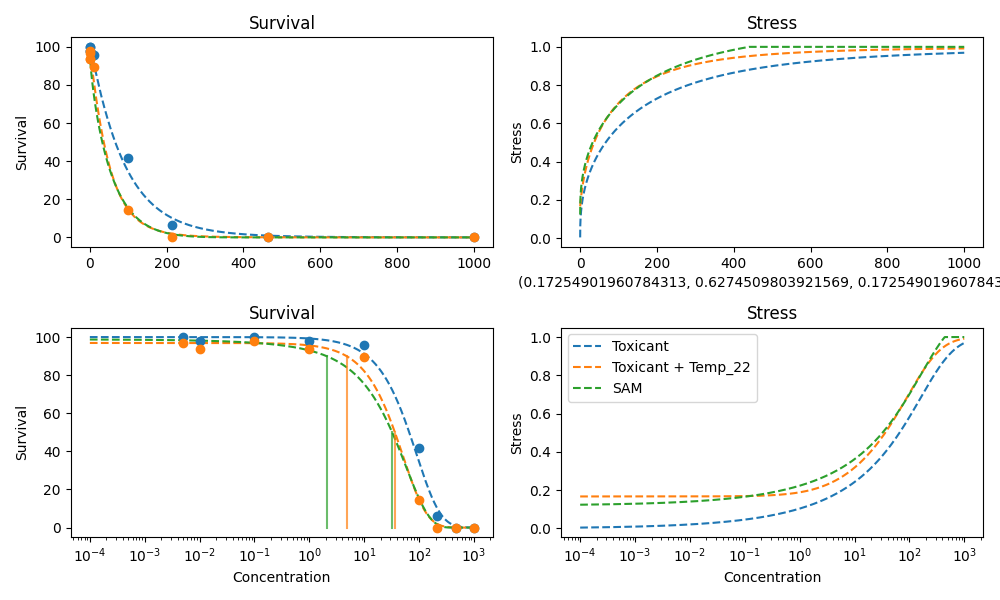 Survival
Survival
100
80
60
40
20
0
0 200 400 600 800 1000
Stress
Stress
1.0
0.8
0.6
0.4
0.2
0.0
0 200 400 600 800 1000
(0.17254901960784313, 0.6274509803921569, 0.172549019607843
Survival
Survival
100
80
60
40
20
0
10⁻⁴ 10⁻³ 10⁻² 10⁻¹ 10⁰ 10¹ 10² 10³
Concentration
Stress
Stress
1.0
0.8
0.6
0.4
0.2
0.0
Toxicant
Toxicant + Temp_22
SAM
10⁻⁴ 10⁻³ 10⁻² 10⁻¹ 10⁰ 10¹ 10² 10³
Concentration